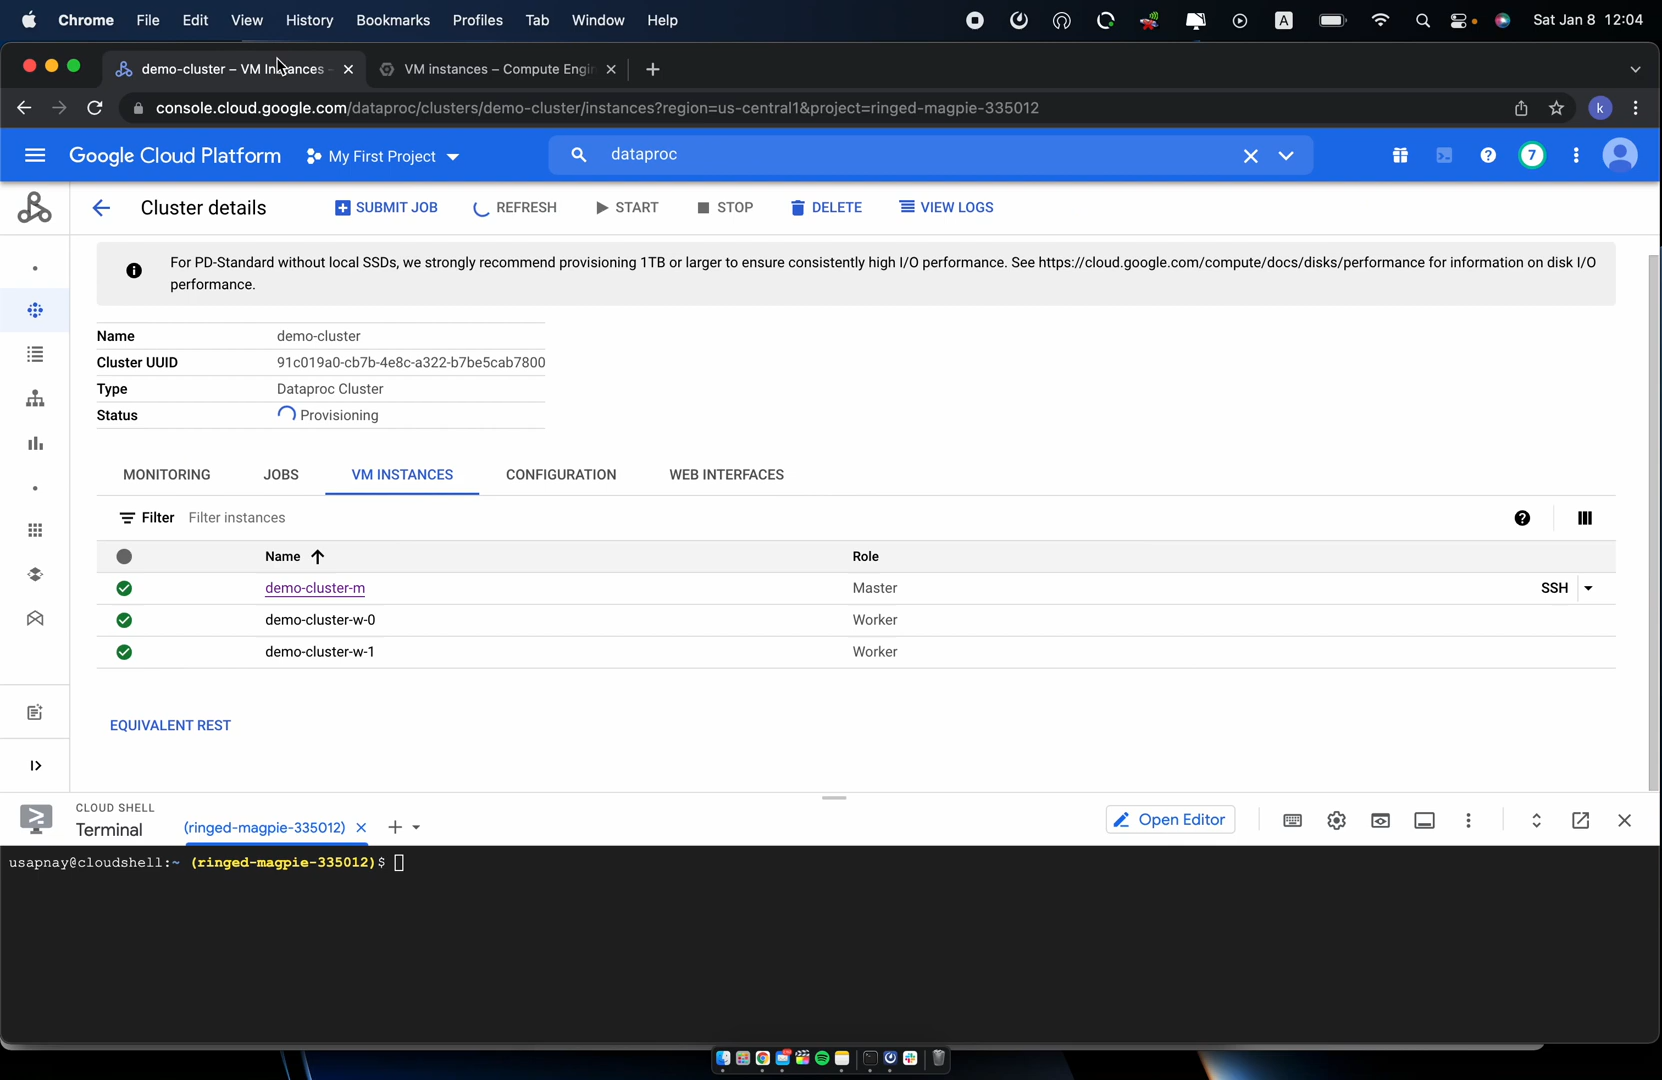 Chrome File Edit View History Bookmarks Profiles Tab Window Help A Sat Jan 8 12:04
demo-cluster – VM Instances VM instances – Compute Engin
console.cloud.google.com/dataproc/clusters/demo-cluster/instances?region=us-central1&project=ringed-magpie-335012 k
Google Cloud Platform My First Project dataproc 7
Cluster details SUBMIT JOB REFRESH START STOP DELETE VIEW LOGS
For PD-Standard without local SSDs, we strongly recommend provisioning 1TB or larger to ensure consistently high I/O performance. See https://cloud.google.com/compute/docs/disks/performance for information on disk I/O
performance.
Name demo-cluster
Cluster UUID 91c019a0-cb7b-4e8c-a322-b7be5cab7800
Type Dataproc Cluster
Status Provisioning
MONITORING JOBS VM INSTANCES CONFIGURATION WEB INTERFACES
Filter Filter instances
Name Role
demo-cluster-m Master SSH
demo-cluster-w-0 Worker
demo-cluster-w-1 Worker
EQUIVALENT REST
CLOUD SHELL
Terminal (ringed-magpie-335012) Open Editor
usapnay@cloudshell:~ (ringed-magpie-335012)$